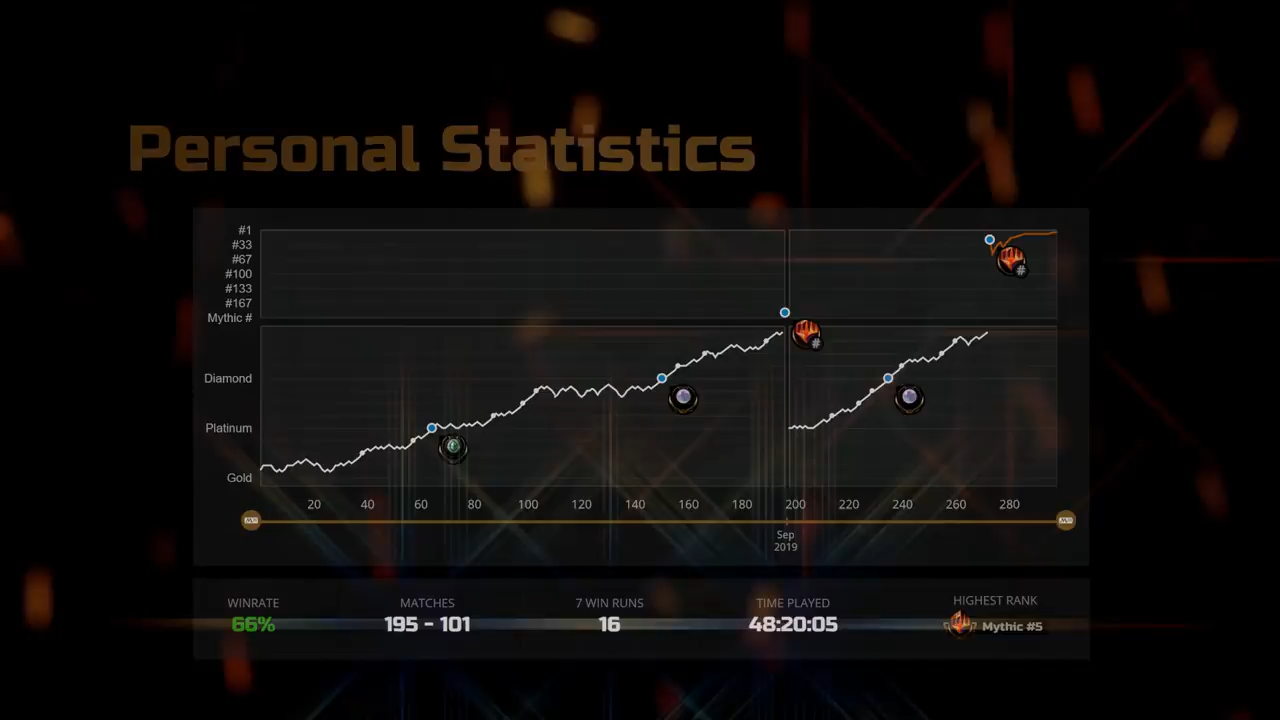 Personal Statistics
#1
#33
#67
#100
#133
#167
Mythic #
Diamond
Platinum
Gold
20 40 60 80 100 120 140 160 180 200 220 240 260 280
Sep
2019
WINRATE MATCHES 7 WIN RUNS TIME PLAYED HIGHEST RANK
66% 195 - 101 16 48:20:05 Mythic #5